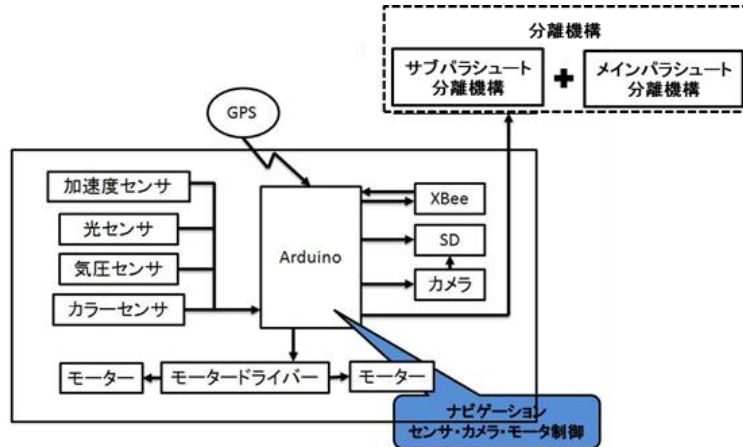 分離機構
サブパラシュート
分離機構
+
メインパラシュート
分離機構
GPS
加速度センサ
光センサ
気圧センサ
カラーセンサ
Arduino
XBee
SD
カメラ
モーター
モータードライバー
モーター
ナビゲーション
センサ・カメラ・モータ制御